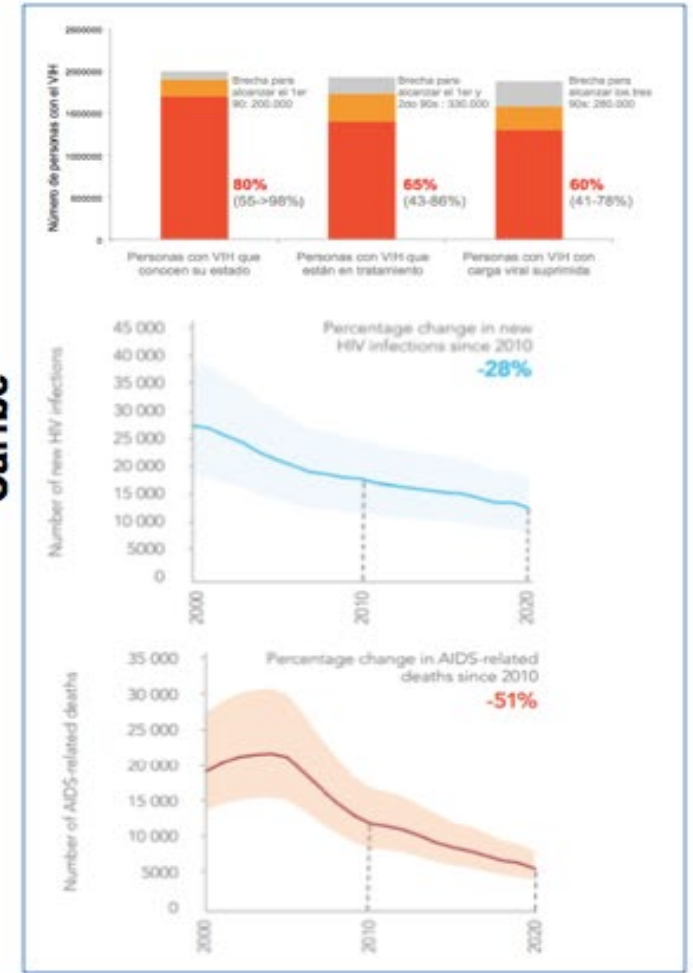 Caribe
Número de personas con el VIH
2500000
2000000
1500000
1000000
500000
0
Brecha para
alcanzar el 1er
90: 200.000
80%
(55->98%)
Brecha para
alcanzar el 1er y
2do 90s : 330.000
65%
(43-86%)
Brecha para
alcanzar los tres
90s: 280.000
60%
(41-78%)
Personas con VIH que
conocen su estado
Personas con VIH que
están en tratamiento
Personas con VIH con
carga viral suprimida
Number of new HIV infections
45 000
40 000
35 000
30 000
25 000
20 000
15 000
10 000
5000
0
Percentage change in new
HIV infections since 2010
-28%
2000
2010
2020
Number of AIDS-related deaths
35 000
30 000
25 000
20 000
15 000
10 000
5000
0
Percentage change in AIDS-related
deaths since 2010
-51%
2000
2010
2020